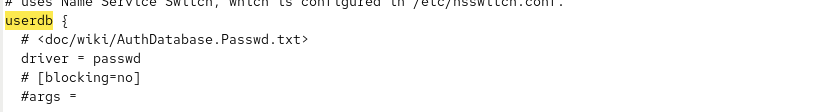 # uses Name Service Switch, which is configured in /etc/nsswitch.conf.
userdb {
# <doc/wiki/AuthDatabase.Passwd.txt>
driver = passwd
# [blocking=no]
#args =